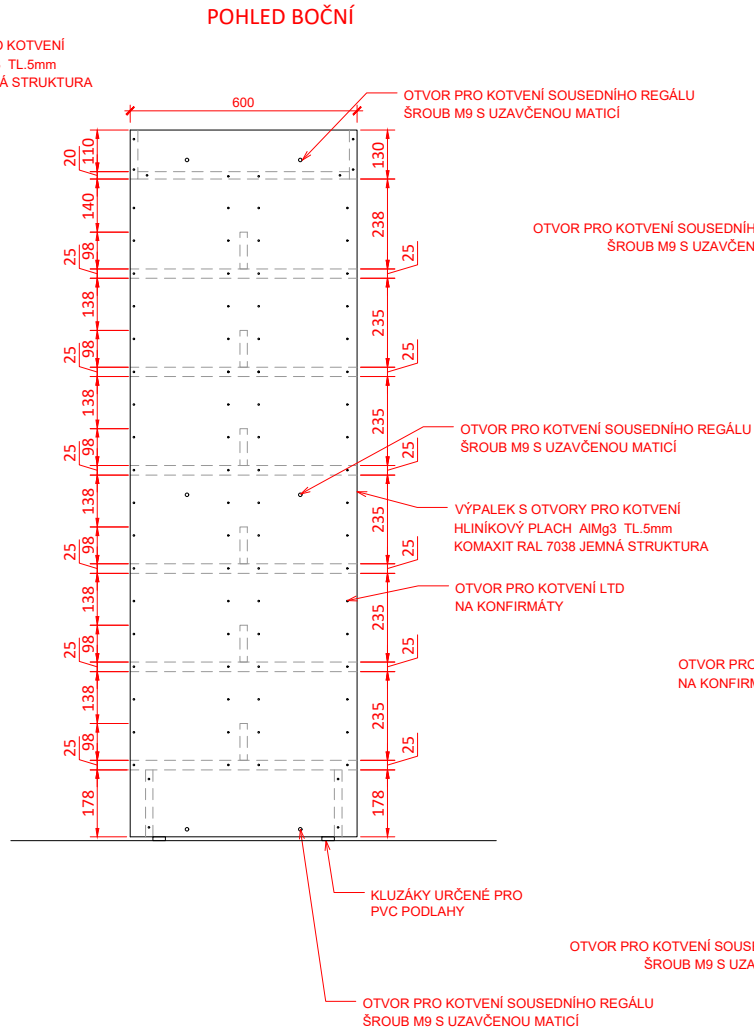 POHLED BOČNÍ
KOTVENÍ
TL.5mm
STRUKTURA
600
OTVOR PRO KOTVENÍ SOUSEDNÍHO REGÁLU
ŠROUB M9 S UZAVČENOU MATICÍ
20
110
130
140
238
OTVOR PRO KOTVENÍ SOUSEDNÍH
ŠROUB M9 S UZAVČEN
25
98
25
138
235
25
98
25
138
235
OTVOR PRO KOTVENÍ SOUSEDNÍHO REGÁLU
ŠROUB M9 S UZAVČENOU MATICÍ
25
98
25
138
235
VÝPALEK S OTVORY PRO KOTVENÍ
HLINÍKOVÝ PLACH AlMg3 TL.5mm
KOMAXIT RAL 7038 JEMNÁ STRUKTURA
25
98
25
138
235
OTVOR PRO KOTVENÍ LTD
NA KONFIRMÁTY
25
98
25
OTVOR PRO
NA KONFIRM
138
235
25
98
25
178
178
KLUZÁKY URČENÉ PRO
PVC PODLAHY
OTVOR PRO KOTVENÍ SOUSE
ŠROUB M9 S UZA
OTVOR PRO KOTVENÍ SOUSEDNÍHO REGÁLU
ŠROUB M9 S UZAVČENOU MATICÍ